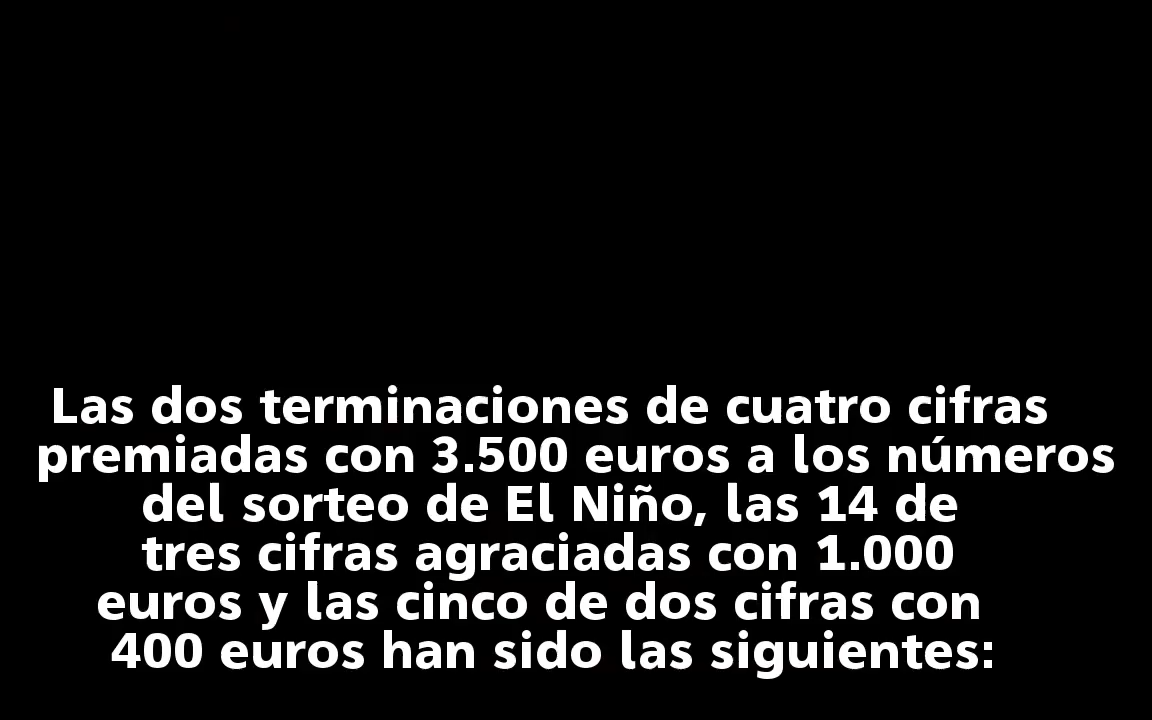 Las dos terminaciones de cuatro cifras
premiadas con 3.500 euros a los números
del sorteo de El Niño, las 14 de
tres cifras agraciadas con 1.000
euros y las cinco de dos cifras con
400 euros han sido las siguientes: